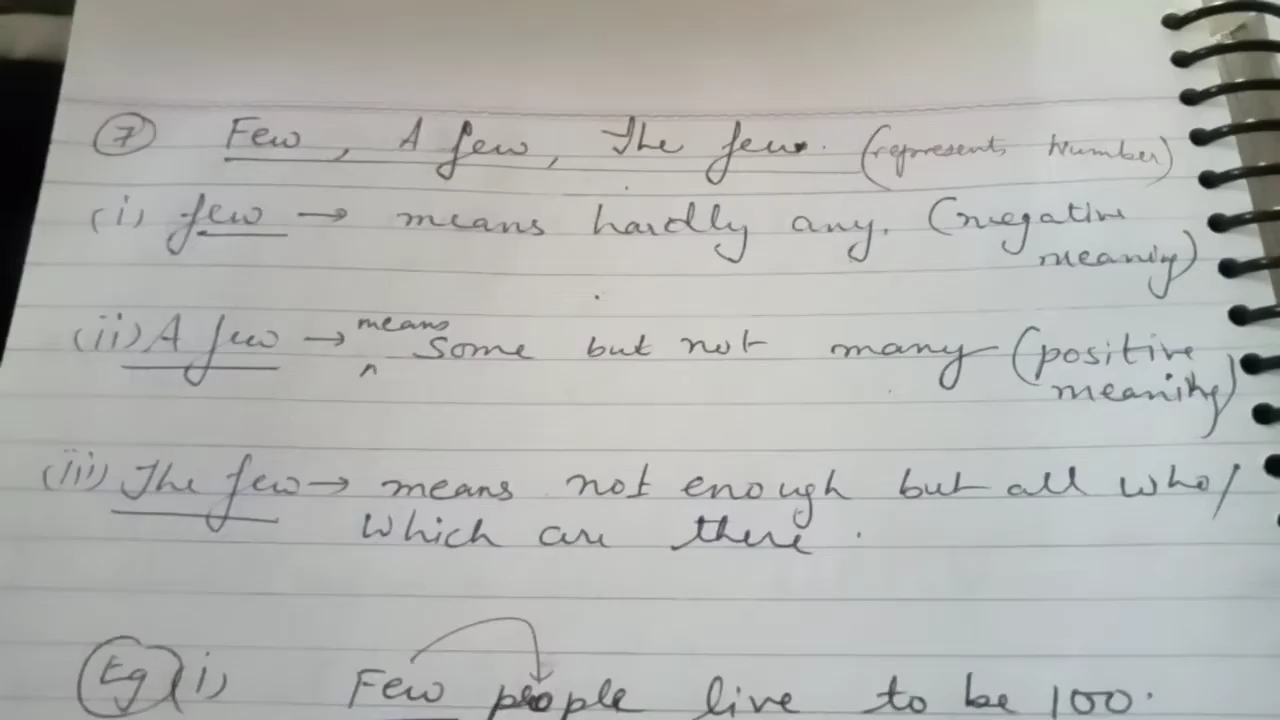 7 Few, A few, The few. (represents Number)
(i) few → means hardly any. (negative
meaning)
(ii) A few → means some but not many (positive
meaning)
(iii) The few → means not enough but all who/
which are there.
Eg (i) Few people live to be 100.